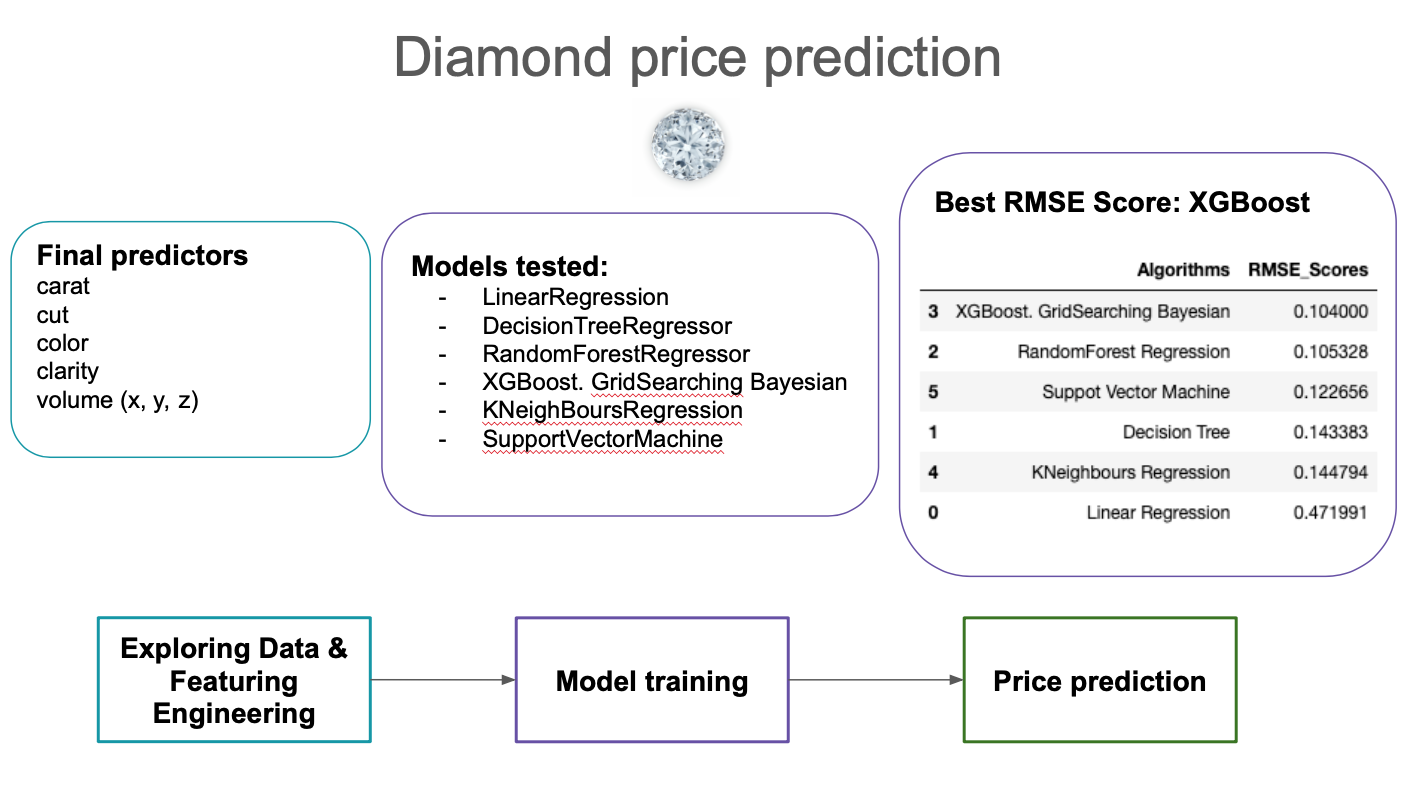 Diamond price prediction
Final predictors
carat
cut
color
clarity
volume (x, y, z)
Models tested:
- LinearRegression
- DecisionTreeRegressor
- RandomForestRegressor
- XGBoost. GridSearching Bayesian
- KNeighBoursRegression
- SupportVectorMachine
Best RMSE Score: XGBoost
Algorithms RMSE_Scores
3 XGBoost. GridSearching Bayesian 0.104000
2 RandomForest Regression 0.105328
5 Suppot Vector Machine 0.122656
1 Decision Tree 0.143383
4 KNeighbours Regression 0.144794
0 Linear Regression 0.471991
Exploring Data &
Featuring
Engineering
Model training
Price prediction